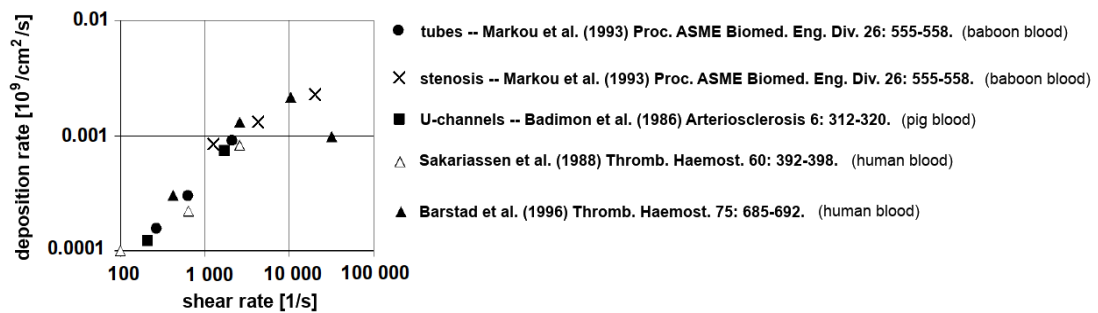 0.01
0.001
0.0001
deposition rate [10⁹/cm²/s]
100
1 000
10 000
100 000
shear rate [1/s]
tubes -- Markou et al. (1993) Proc. ASME Biomed. Eng. Div. 26: 555-558. (baboon blood)
stenosis -- Markou et al. (1993) Proc. ASME Biomed. Eng. Div. 26: 555-558. (baboon blood)
U-channels -- Badimon et al. (1986) Arteriosclerosis 6: 312-320. (pig blood)
Sakariassen et al. (1988) Thromb. Haemost. 60: 392-398. (human blood)
Barstad et al. (1996) Thromb. Haemost. 75: 685-692. (human blood)